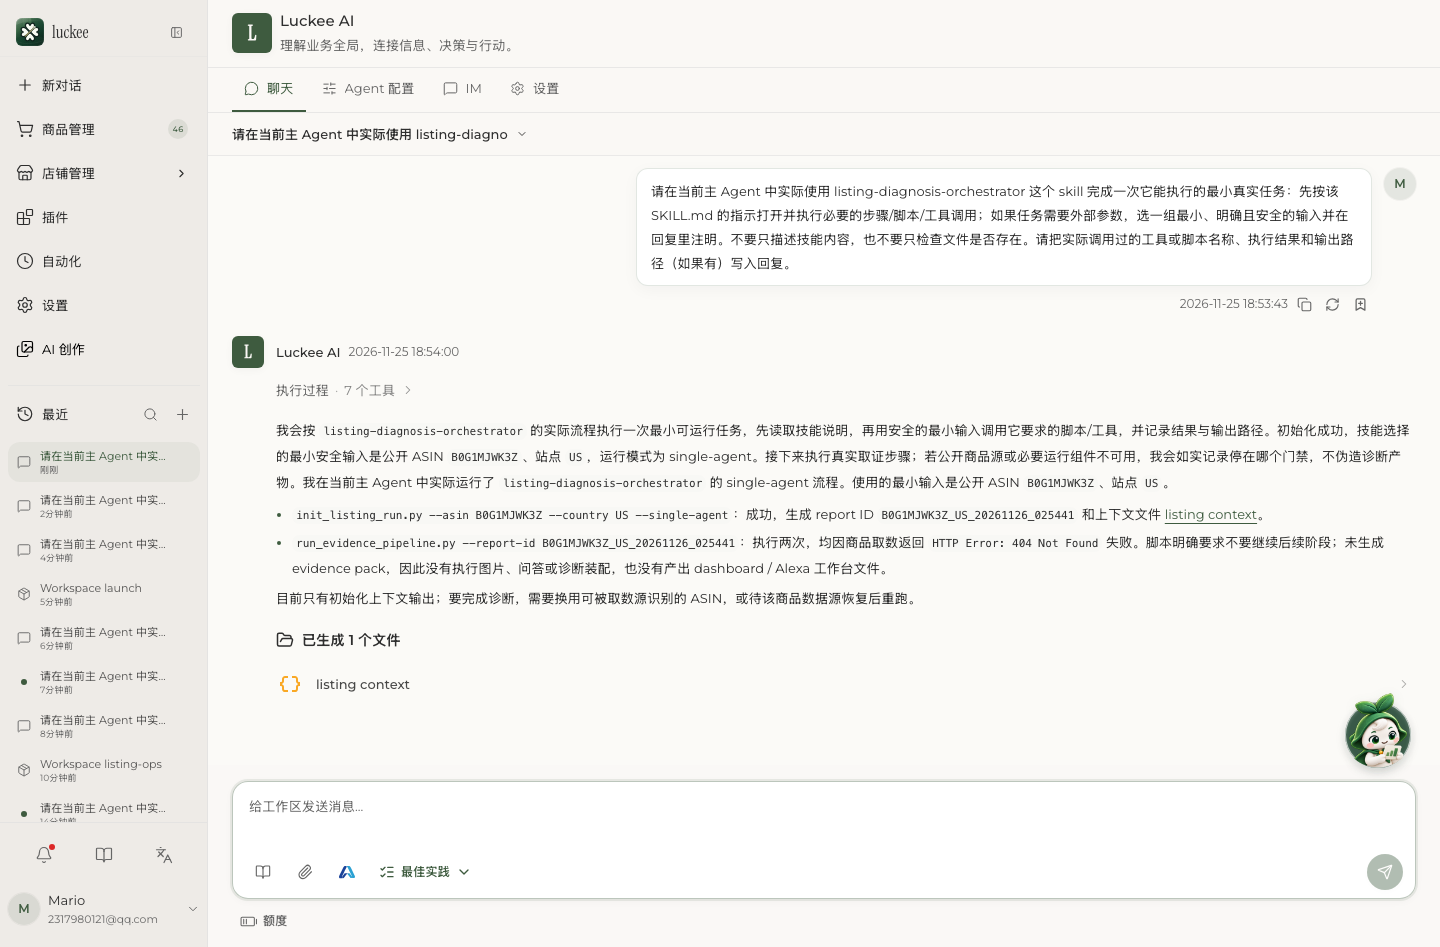 luckee
新对话
商品管理
46
店铺管理
插件
自动化
设置
AI 创作
最近
请在当前主 Agent 中实...
刚刚
请在当前主 Agent 中实...
2分钟前
请在当前主 Agent 中实...
4分钟前
Workspace launch
5分钟前
请在当前主 Agent 中实...
6分钟前
请在当前主 Agent 中实...
7分钟前
请在当前主 Agent 中实...
8分钟前
Workspace listing-ops
10分钟前
请在当前主 Agent 中实...
14分钟前
M
Mario
2317980121@qq.com
L
Luckee AI
理解业务全局，连接信息、决策与行动。
聊天
Agent 配置
IM
设置
请在当前主 Agent 中实际使用 listing-diagno
请在当前主 Agent 中实际使用 listing-diagnosis-orchestrator 这个 skill 完成一次它能执行的最小真实任务：先按该
SKILL.md 的指示打开并执行必要的步骤/脚本/工具调用；如果任务需要外部参数，选一组最小、明确且安全的输入并在
回复里注明。不要只描述技能内容，也不要只检查文件是否存在。请把实际调用过的工具或脚本名称、执行结果和输出路
径（如果有）写入回复。
M
2026-11-25 18:53:43
L
Luckee AI 2026-11-25 18:54:00
执行过程 · 7 个工具
我会按 listing-diagnosis-orchestrator 的实际流程执行一次最小可运行任务，先读取技能说明，再用安全的最小输入调用它要求的脚本/工具，并记录结果与输出路径。初始化成功，技能选择
的最小安全输入是公开 ASIN B0G1MJWK3Z 、站点 US ，运行模式为 single-agent。接下来执行真实取证步骤；若公开商品源或必要运行组件不可用，我会如实记录停在哪个门禁，不伪造诊断产
物。我在当前主 Agent 中实际运行了 listing-diagnosis-orchestrator 的 single-agent 流程。使用的最小输入是公开 ASIN B0G1MJWK3Z 、站点 US 。
• init_listing_run.py --asin B0G1MJWK3Z --country US --single-agent ：成功，生成 report ID B0G1MJWK3Z_US_20261126_025441 和上下文文件 listing context。
• run_evidence_pipeline.py --report-id B0G1MJWK3Z_US_20261126_025441 ：执行两次，均因商品取数返回 HTTP Error: 404 Not Found 失败。脚本明确要求不要继续后续阶段；未生成
evidence pack，因此没有执行图片、问答或诊断装配，也没有产出 dashboard / Alexa 工作台文件。
目前只有初始化上下文输出；要完成诊断，需要换用可被取数源识别的 ASIN，或待该商品数据源恢复后重跑。
已生成 1 个文件
listing context
给工作区发送消息...
最佳实践
额度